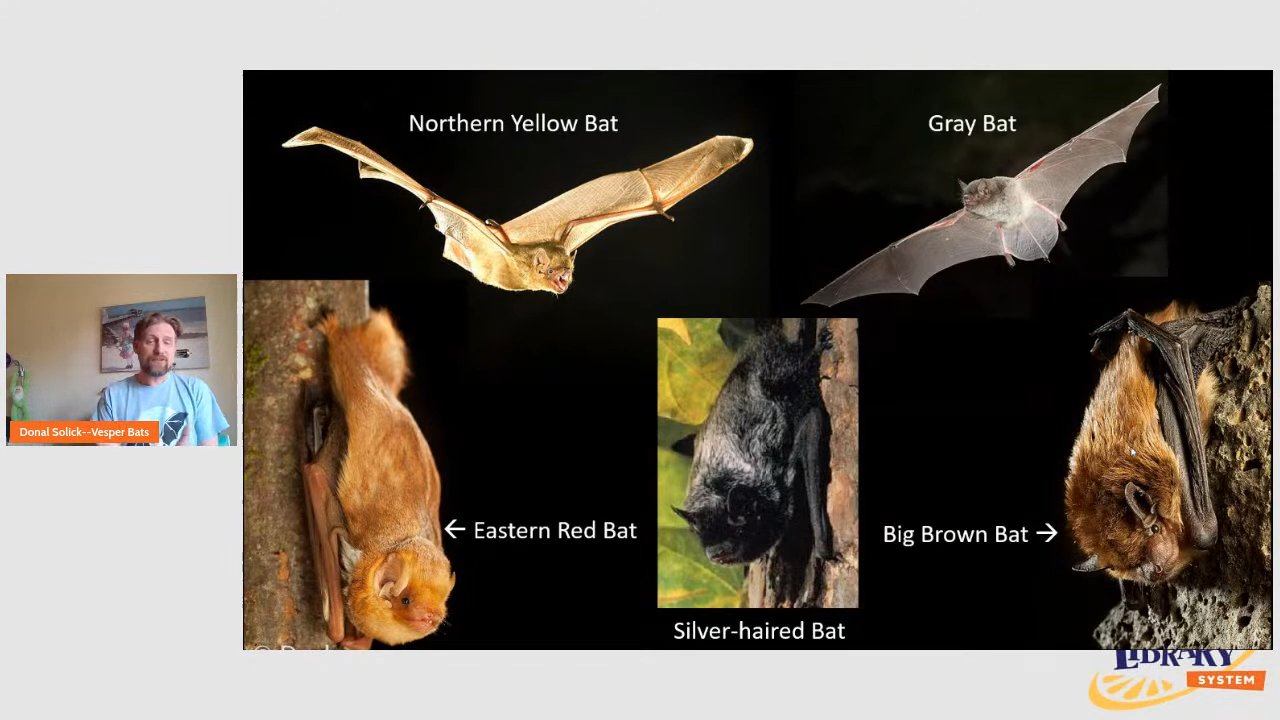 Northern Yellow Bat
Gray Bat
Donal Solick--Vesper Bats
← Eastern Red Bat
Big Brown Bat →
Silver-haired Bat
LIBRARY
SYSTEM